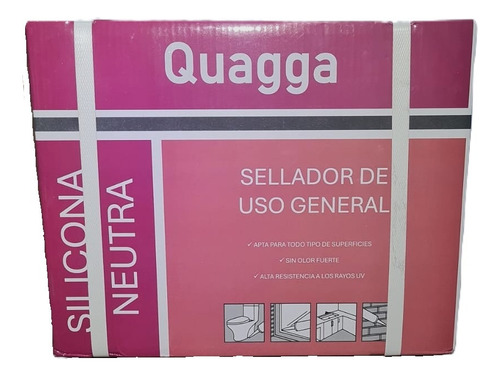 Quagga
SILICONA
NEUTRA
SELLADOR DE
USO GENERAL
✓ APTA PARA TODO TIPO DE SUPERFICIES
✓ SIN OLOR FUERTE
✓ ALTA RESISTENCIA A LOS RAYOS UV